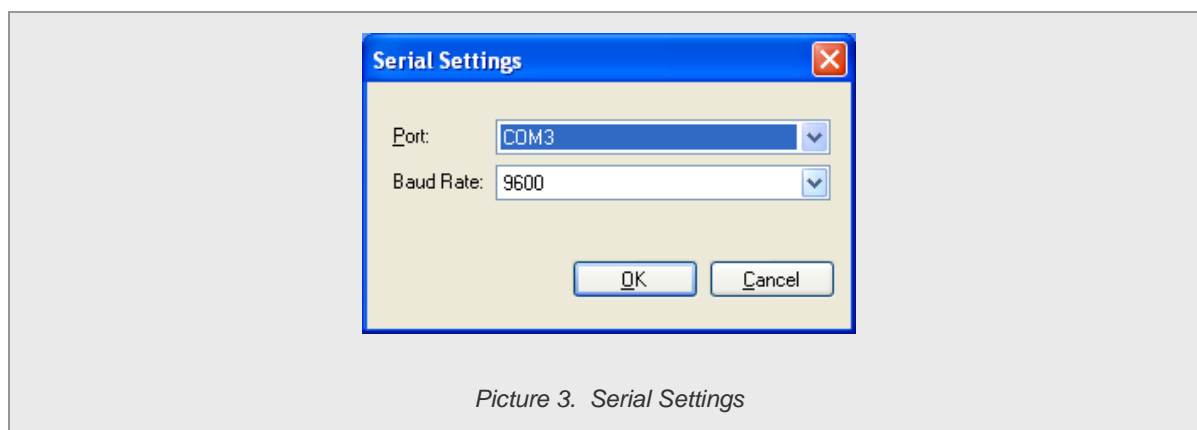 Serial Settings
Port: COM3
Baud Rate: 9600
OK Cancel
Picture 3. Serial Settings